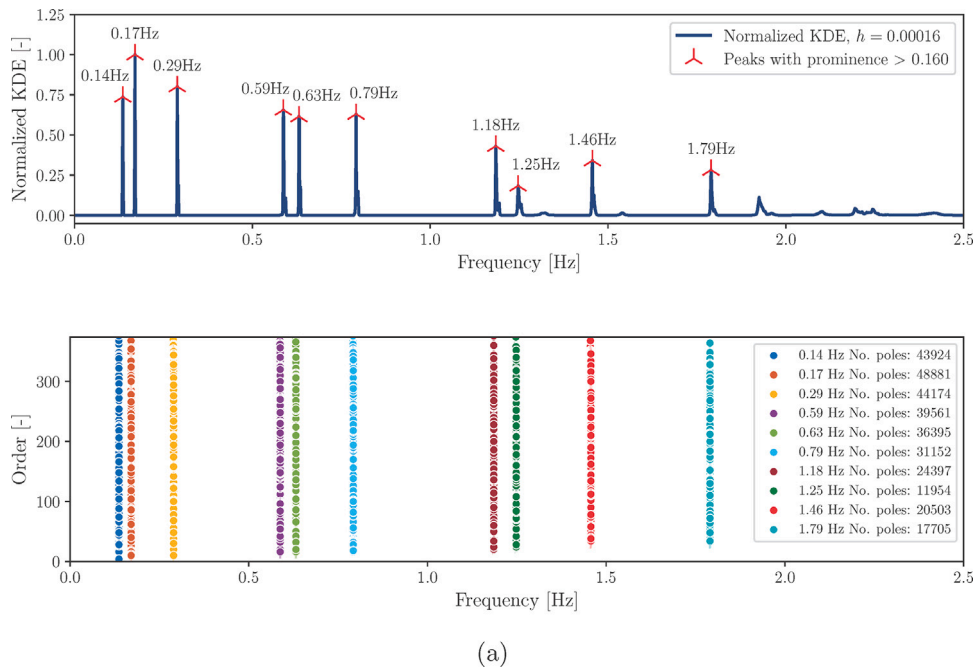 1.25
1.00
0.75
0.50
0.25
0.00
Normalized KDE [-]
0.14Hz
0.17Hz
0.29Hz
0.59Hz
0.63Hz
0.79Hz
1.18Hz
1.25Hz
1.46Hz
1.79Hz
Normalized KDE, h = 0.00016
Peaks with prominence > 0.160
0.0 0.5 1.0 1.5 2.0 2.5
Frequency [Hz]
300
200
100
0
Order [-]
0.14 Hz No. poles: 43924
0.17 Hz No. poles: 48881
0.29 Hz No. poles: 44174
0.59 Hz No. poles: 39561
0.63 Hz No. poles: 36395
0.79 Hz No. poles: 31152
1.18 Hz No. poles: 24397
1.25 Hz No. poles: 11954
1.46 Hz No. poles: 20503
1.79 Hz No. poles: 17705
0.0 0.5 1.0 1.5 2.0 2.5
Frequency [Hz]
(a)